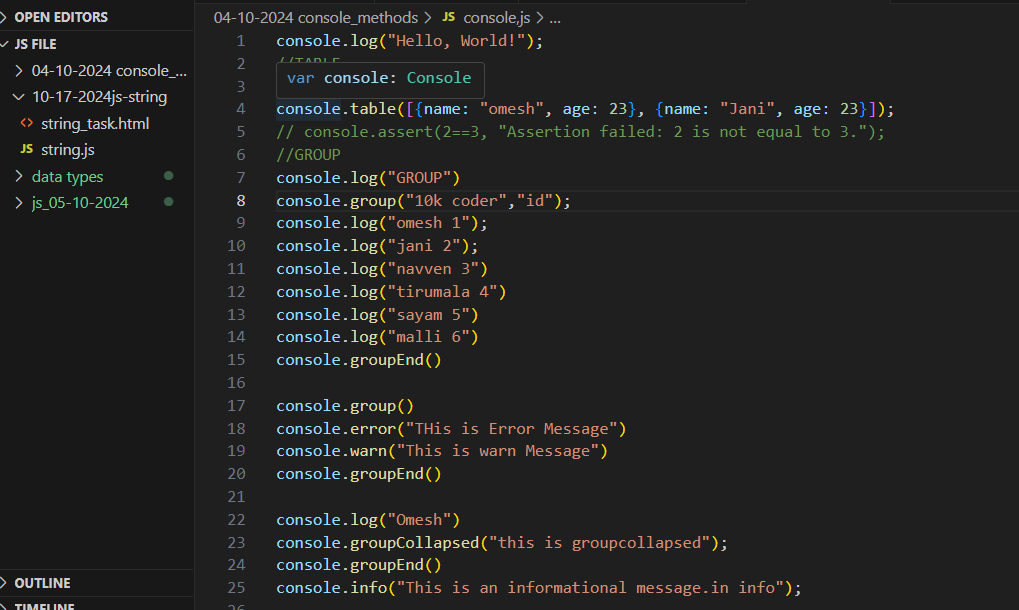 OPEN EDITORS
JS FILE
04-10-2024 console_...
10-17-2024js-string
<> string_task.html
JS string.js
data types
js_05-10-2024
OUTLINE
TIMELINE
04-10-2024 console_methods > JS console.js > ...
1 console.log("Hello, World!");
2 //TABLE
var console: Console
3
4 console.table([{name: "omesh", age: 23}, {name: "Jani", age: 23}]);
5 // console.assert(2==3, "Assertion failed: 2 is not equal to 3.");
6 //GROUP
7 console.log("GROUP")
8 console.group("10k coder","id");
9 console.log("omesh 1");
10 console.log("jani 2");
11 console.log("navven 3")
12 console.log("tirumala 4")
13 console.log("sayam 5")
14 console.log("malli 6")
15 console.groupEnd()
16
17 console.group()
18 console.error("THis is Error Message")
19 console.warn("This is warn Message")
20 console.groupEnd()
21
22 console.log("Omesh")
23 console.groupCollapsed("this is groupcollapsed");
24 console.groupEnd()
25 console.info("This is an informational message.in info");
26